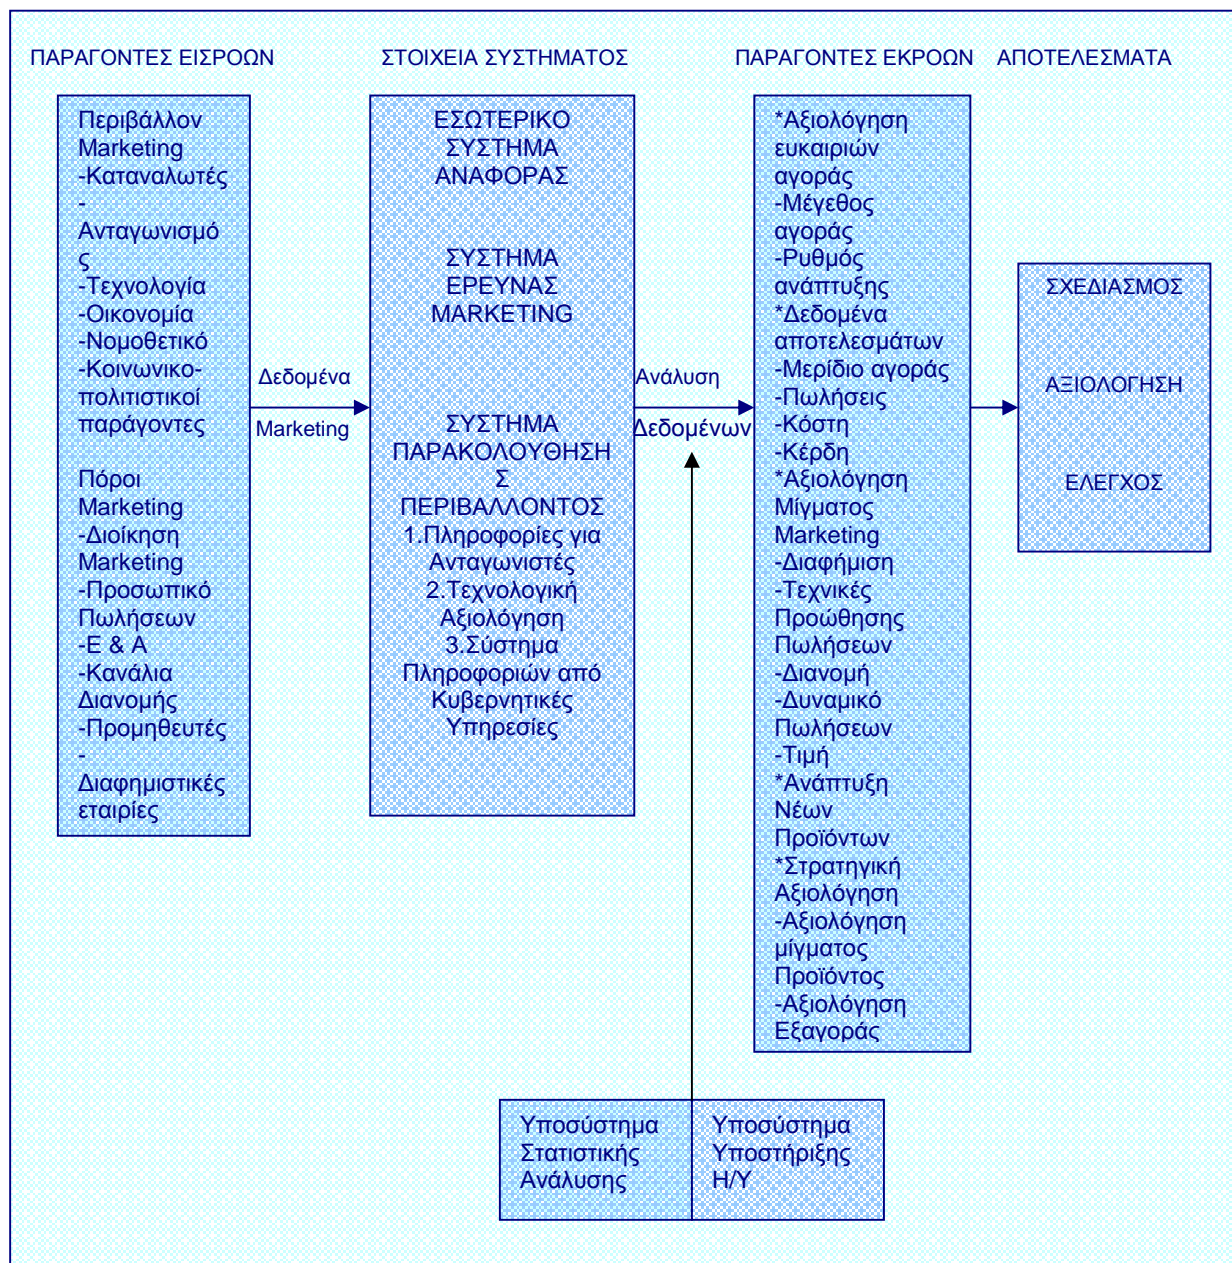 ΠΑΡΑΓΟΝΤΕΣ ΕΙΣΡΟΩΝ
ΣΤΟΙΧΕΙΑ ΣΥΣΤΗΜΑΤΟΣ
ΠΑΡΑΓΟΝΤΕΣ ΕΚΡΟΩΝ
ΑΠΟΤΕΛΕΣΜΑΤΑ
Περιβάλλον
Marketing
-Καταναλωτές
-
Ανταγωνισμό
ς
-Τεχνολογία
-Οικονομία
-Νομοθετικό
-Κοινωνικο-
πολιτιστικοί
παράγοντες
Πόροι
Marketing
-Διοίκηση
Marketing
-Προσωπικό
Πωλήσεων
-Ε & Α
-Κανάλια
Διανομής
-Προμηθευτές
-
Διαφημιστικές
εταιρίες
Δεδομένα
Marketing
ΕΣΩΤΕΡΙΚΟ
ΣΥΣΤΗΜΑ
ΑΝΑΦΟΡΑΣ
ΣΥΣΤΗΜΑ
ΕΡΕΥΝΑΣ
MARKETING
ΣΥΣΤΗΜΑ
ΠΑΡΑΚΟΛΟΥΘΗΣΗ
Σ
ΠΕΡΙΒΑΛΛΟΝΤΟΣ
1.Πληροφορίες για
Ανταγωνιστές
2.Τεχνολογική
Αξιολόγηση
3.Σύστημα
Πληροφοριών από
Κυβερνητικές
Υπηρεσίες
Ανάλυση
Δεδομένων
*Αξιολόγηση
ευκαιριών
αγοράς
-Μέγεθος
αγοράς
-Ρυθμός
ανάπτυξης
*Δεδομένα
αποτελεσμάτων
-Μερίδιο αγοράς
-Πωλήσεις
-Κόστη
-Κέρδη
*Αξιολόγηση
Μίγματος
Marketing
-Διαφήμιση
-Τεχνικές
Προώθησης
Πωλήσεων
-Διανομή
-Δυναμικό
Πωλήσεων
-Τιμή
*Ανάπτυξη
Νέων
Προϊόντων
*Στρατηγική
Αξιολόγηση
-Αξιολόγηση
μίγματος
Προϊόντος
-Αξιολόγηση
Εξαγοράς
ΣΧΕΔΙΑΣΜΟΣ
ΑΞΙΟΛΟΓΗΣΗ
ΕΛΕΓΧΟΣ
Υποσύστημα
Στατιστικής
Ανάλυσης
Υποσύστημα
Υποστήριξης
Η/Υ